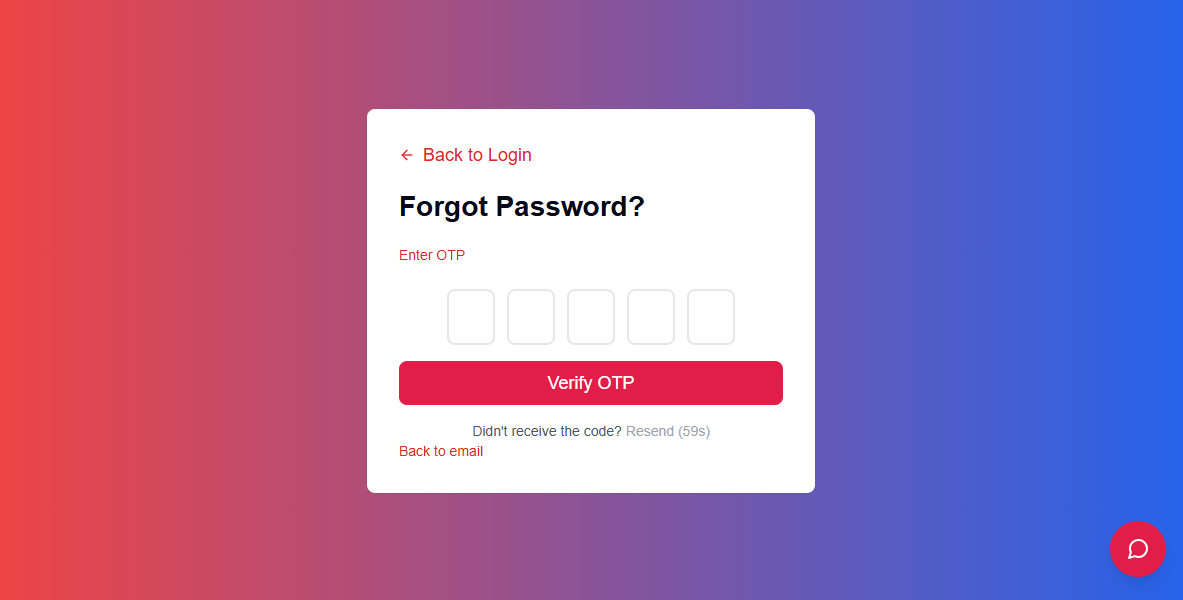 Back to Login
Forgot Password?
Enter OTP
Verify OTP
Didn't receive the code? Resend (59s)
Back to email